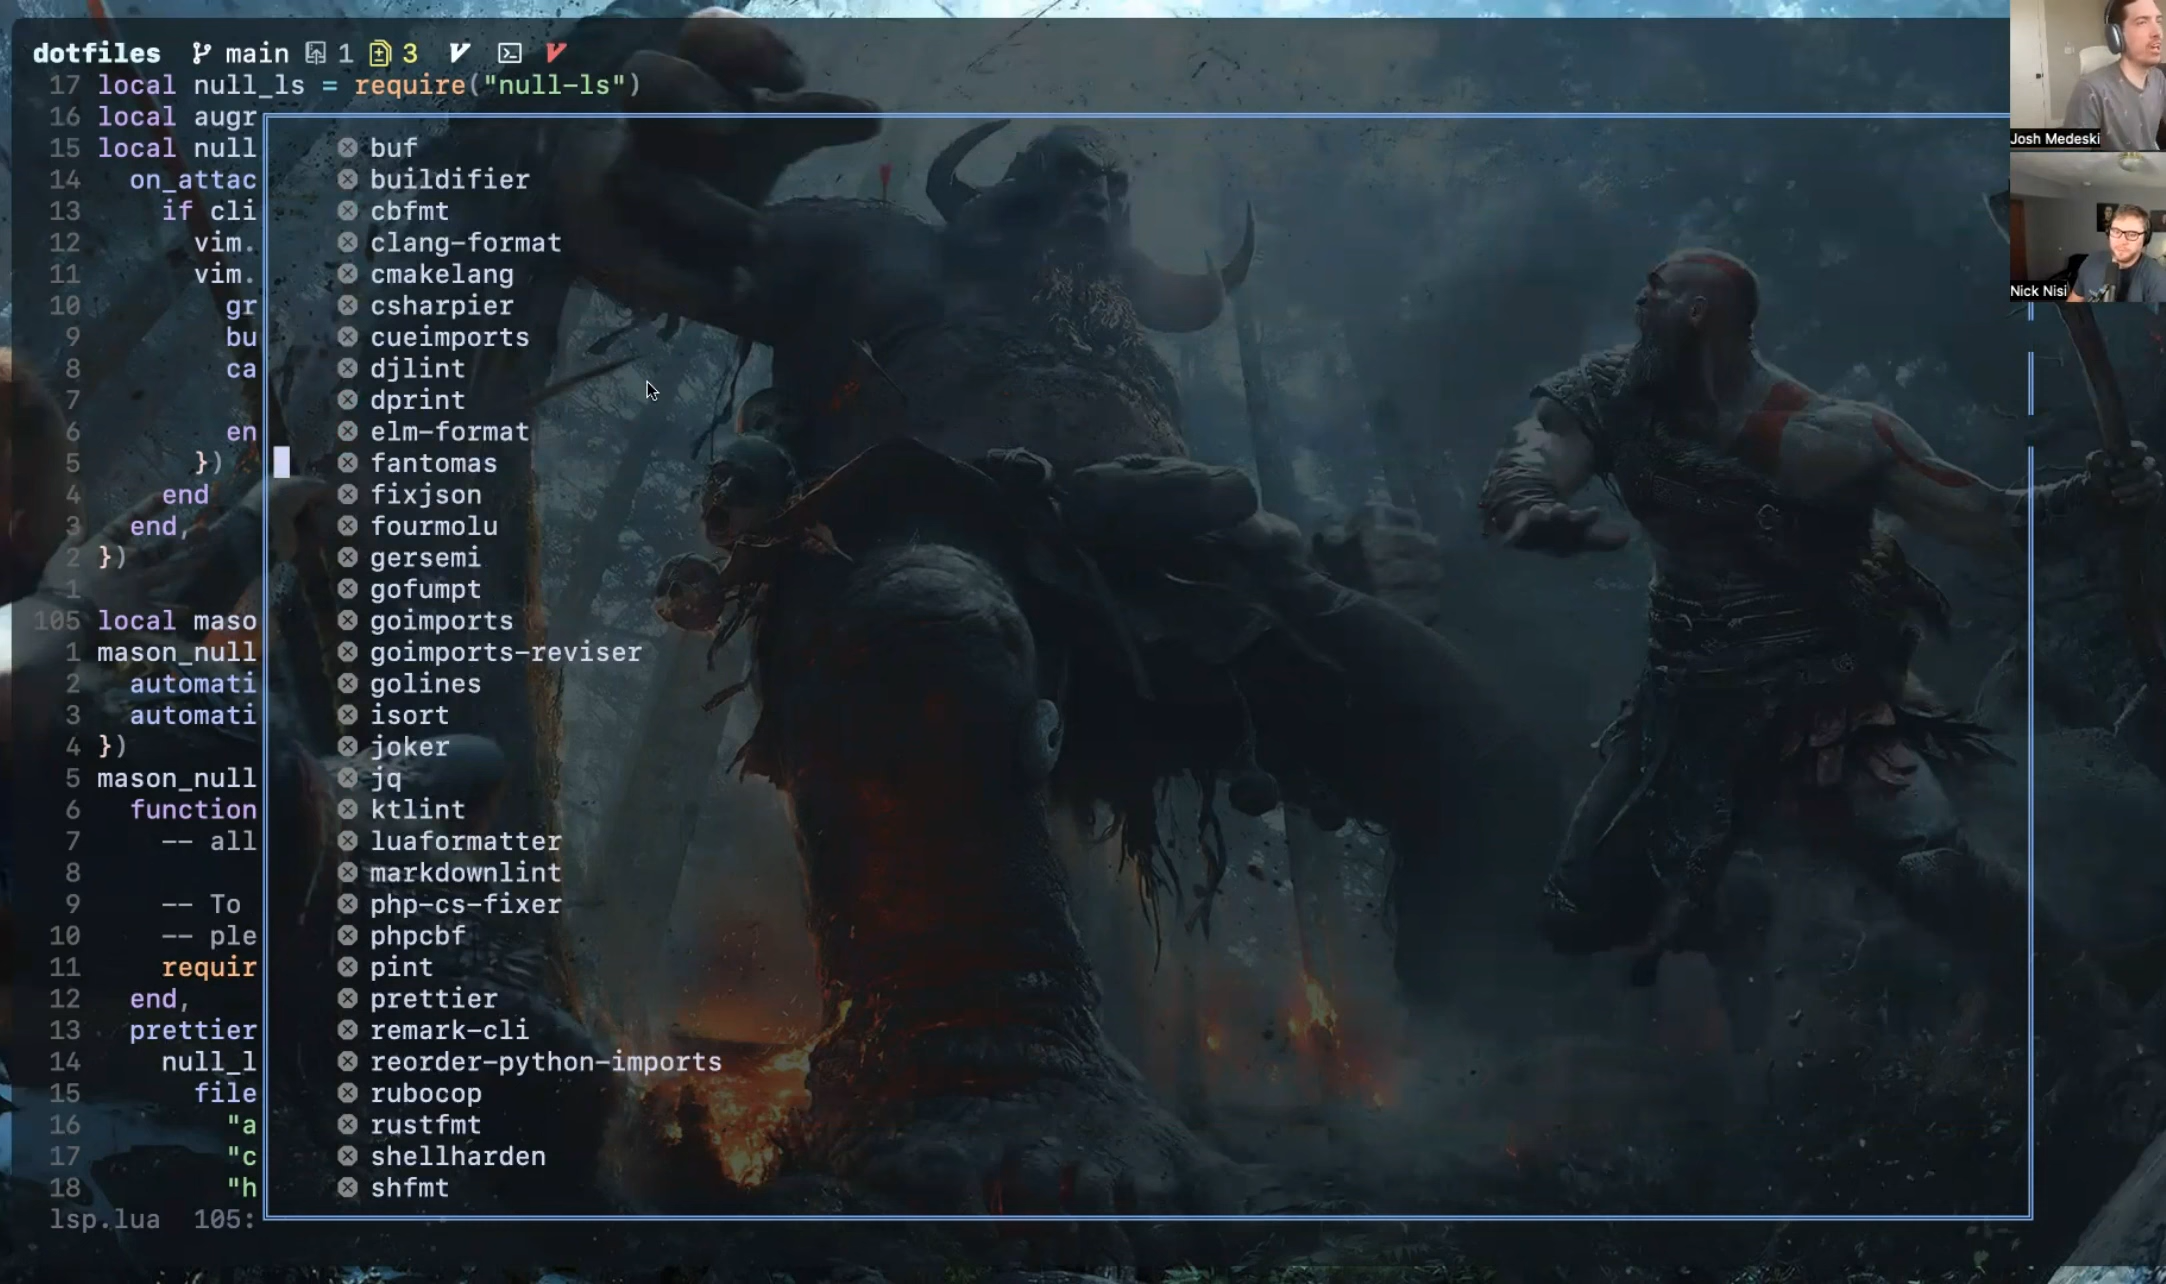 dotfiles main 1 3
17 local null_ls = require("null-ls")
16 local augr
15 local null
14 on_attac
13 if cli
12 vim.
11 vim.
10 gr
9 bu
8 ca
7
6 en
5 })
4 end
3 end,
2 })
1
105 local maso
1 mason_null
2 automati
3 automati
4 })
5 mason_null
6 function
7 -- all
8
9 -- To
10 -- ple
11 requir
12 end,
13 prettier
14 null_l
15 file
16 "a
17 "c
18 "h
lsp.lua 105:
buf
buildifier
cbfmt
clang-format
cmakelang
csharpier
cueimports
djlint
dprint
elm-format
fantomas
fixjson
fourmolu
gersemi
gofumpt
goimports
goimports-reviser
golines
isort
joker
jq
ktlint
luaformatter
markdownlint
php-cs-fixer
phpcbf
pint
prettier
remark-cli
reorder-python-imports
rubocop
rustfmt
shellharden
shfmt
Josh Medeski
Nick Nisi